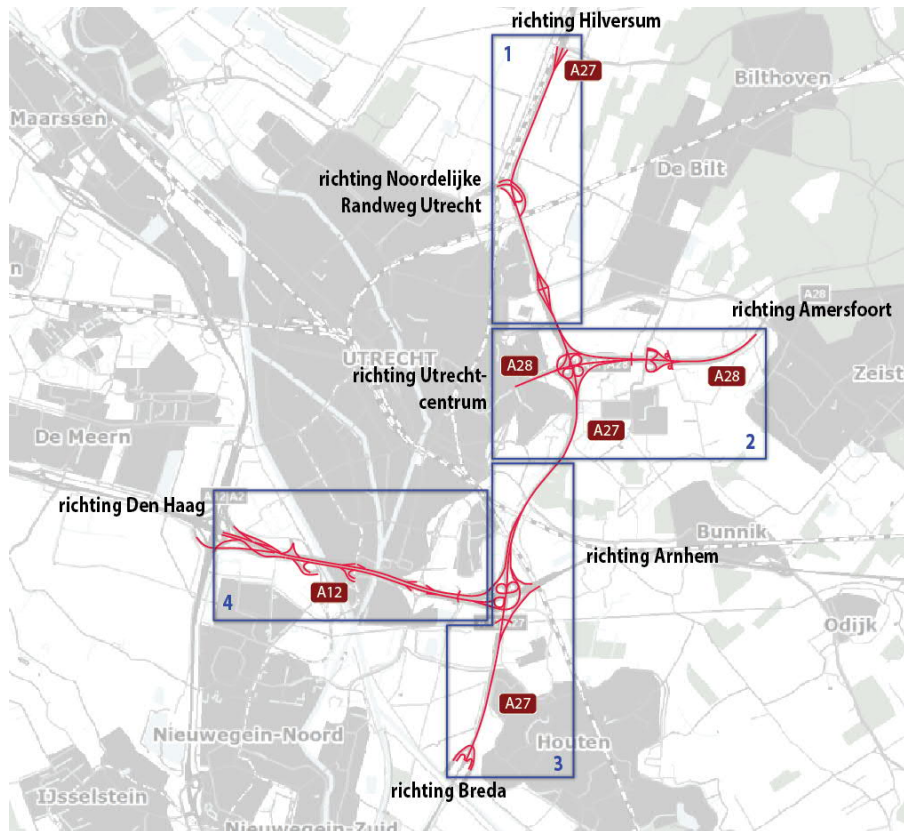 richting Hilversum
1
A27
Bilthoven
Maarssen
De Bilt
richting Noordelijke
Randweg Utrecht
A28
richting Amersfoort
UTRECHT
A28
richting Utrecht-
centrum
A28
A28
Zeist
De Meern
A27
2
richting Den Haag
A2
Bunnik
richting Arnhem
4
A12
Odijk
A27
Nieuwegein-Noord
Houten
3
richting Breda
IJsselstein
Nieuwegein-Zuid